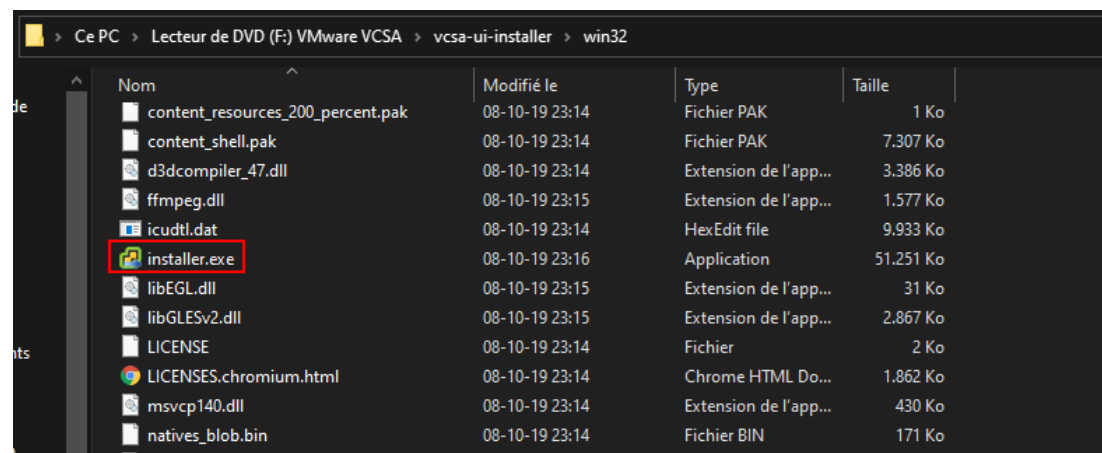 Ce PC > Lecteur de DVD (F:) VMware VCSA > vcsa-ui-installer > win32
Nom Modifié le Type Taille
de
content_resources_200_percent.pak 08-10-19 23:14 Fichier PAK 1 Ko
content_shell.pak 08-10-19 23:14 Fichier PAK 7.307 Ko
d3dcompiler_47.dll 08-10-19 23:14 Extension de l'app... 3.386 Ko
ffmpeg.dll 08-10-19 23:15 Extension de l'app... 1.577 Ko
icudtl.dat 08-10-19 23:14 HexEdit file 9.933 Ko
installer.exe 08-10-19 23:16 Application 51.251 Ko
libEGL.dll 08-10-19 23:15 Extension de l'app... 31 Ko
libGLESv2.dll 08-10-19 23:15 Extension de l'app... 2.867 Ko
LICENSE 08-10-19 23:14 Fichier 2 Ko
nts
LICENSES.chromium.html 08-10-19 23:14 Chrome HTML Do... 1.862 Ko
msvcp140.dll 08-10-19 23:14 Extension de l'app... 430 Ko
natives_blob.bin 08-10-19 23:14 Fichier BIN 171 Ko